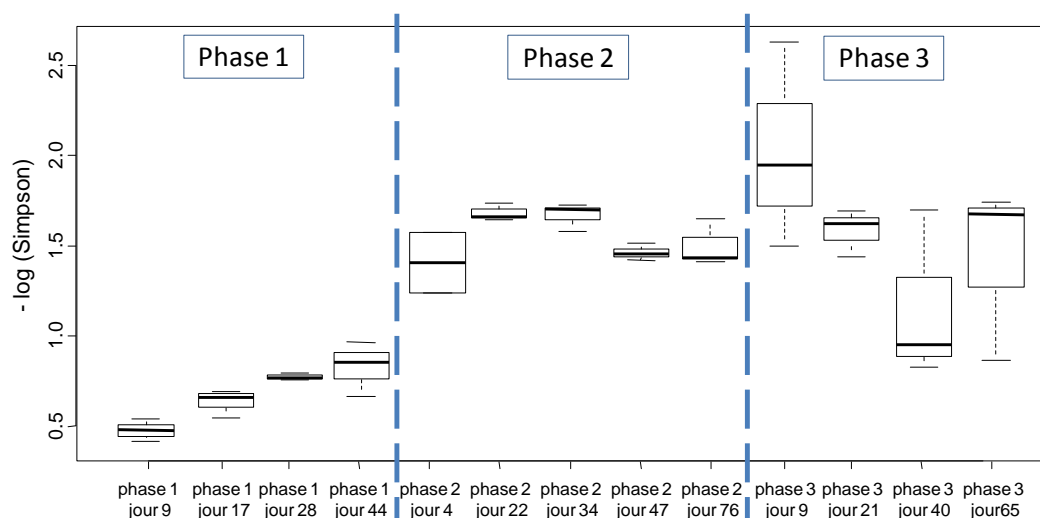 Phase 1
Phase 2
Phase 3
- log (Simpson)
2.5
2.0
1.5
1.0
0.5
phase 1 phase 1 phase 1 phase 1 phase 2 phase 2 phase 2 phase 2 phase 2 phase 3 phase 3 phase 3 phase 3
jour 9 jour 17 jour 28 jour 44 jour 4 jour 22 jour 34 jour 47 jour 76 jour 9 jour 21 jour 40 jour65